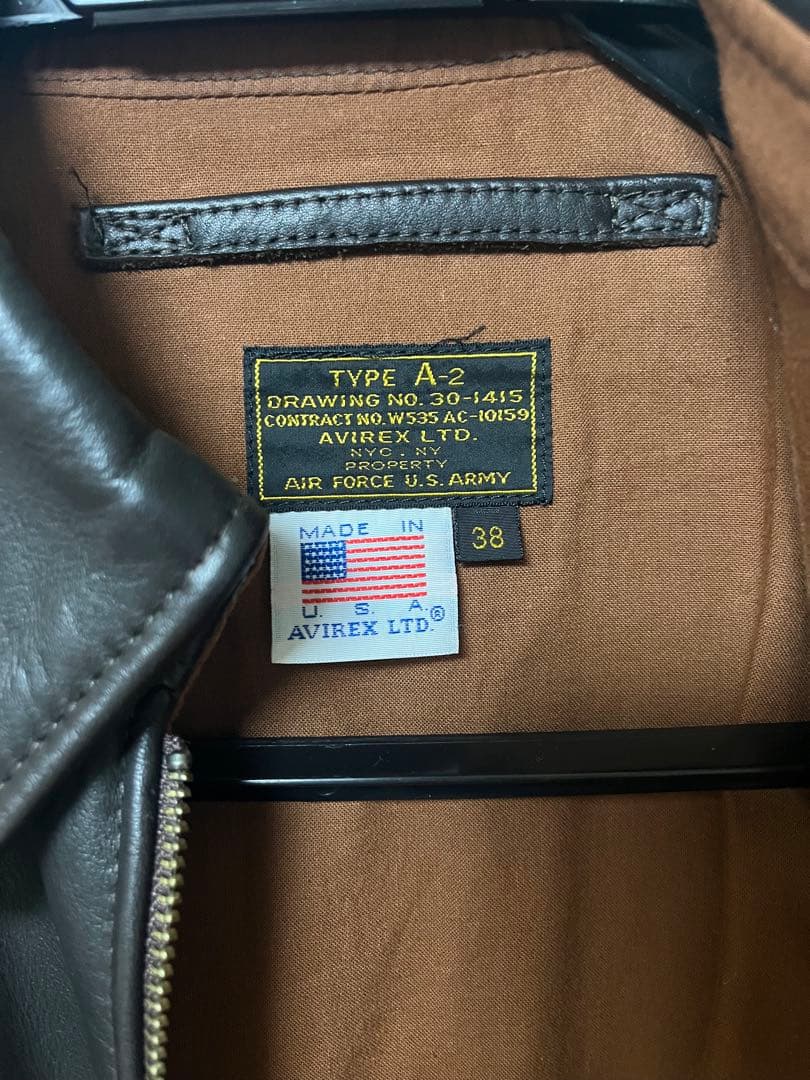 TYPE A-2
DRAWING NO. 30-1415
CONTRACT NO. W535 AC-10159
AVIREX LTD.
NYC. NY
PROPERTY
AIR FORCE U.S. ARMY
38
MADE IN
U. S. A.
AVIREX LTD.®